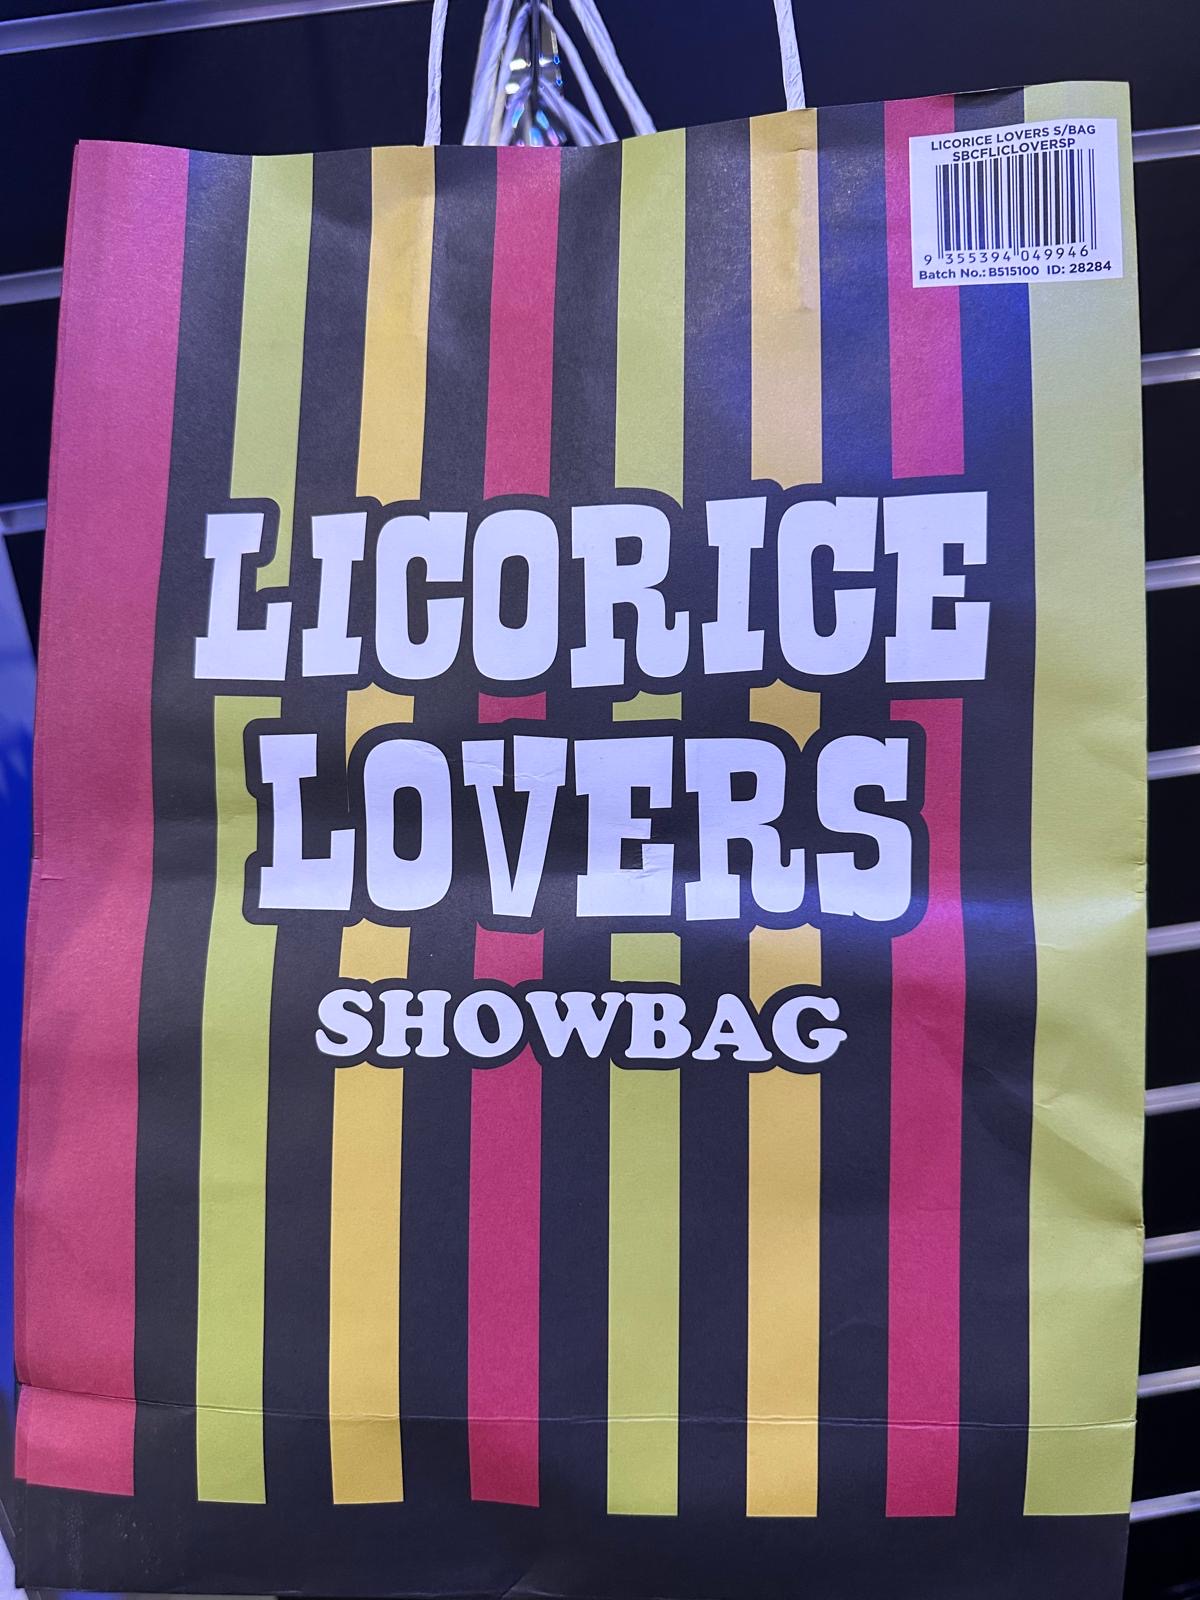 LICORICE LOVERS S/BAG
SBCFLICLOVERSP
9 355394 049946
Batch No.: B515100 ID: 28284
LICORICE
LOVERS
SHOWBAG